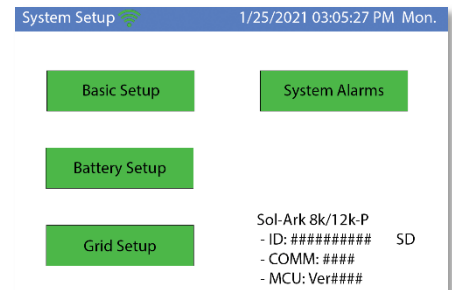 System Setup 1/25/2021 03:05:27 PM Mon.
Basic Setup System Alarms
Battery Setup
Grid Setup
Sol-Ark 8k/12k-P
- ID: ########## SD
- COMM: ####
- MCU: Ver####